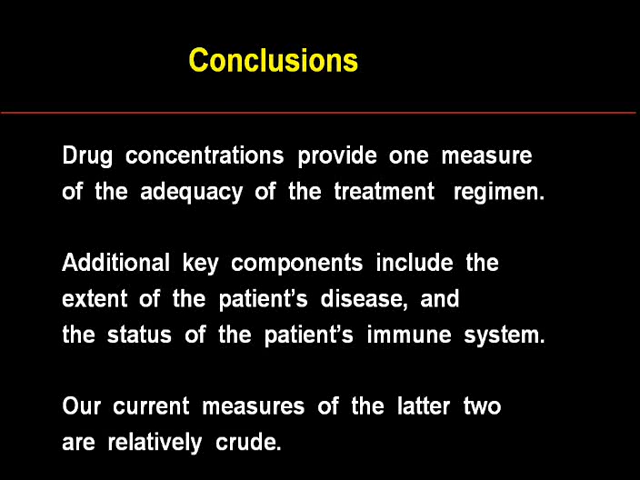 Conclusions
Drug concentrations provide one measure
of the adequacy of the treatment regimen.
Additional key components include the
extent of the patient's disease, and
the status of the patient's immune system.
Our current measures of the latter two
are relatively crude.